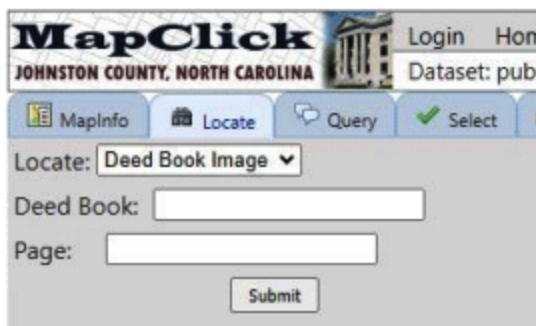 MapClick
JOHNSTON COUNTY, NORTH CAROLINA
Login
Dataset:
MapInfo Locate Query Select
Locate: Deed Book Image
Deed Book:
Page:
Submit